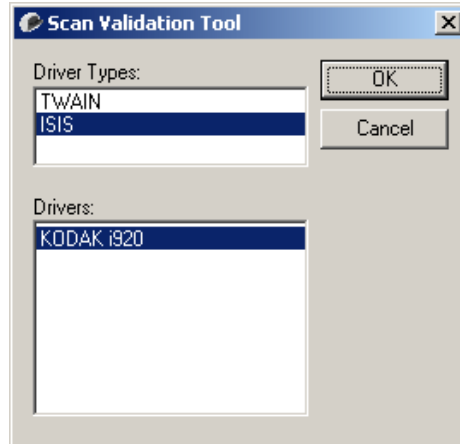 Scan Validation Tool
Driver Types:
TWAIN
ISIS
OK
Cancel
Drivers:
KODAK i920